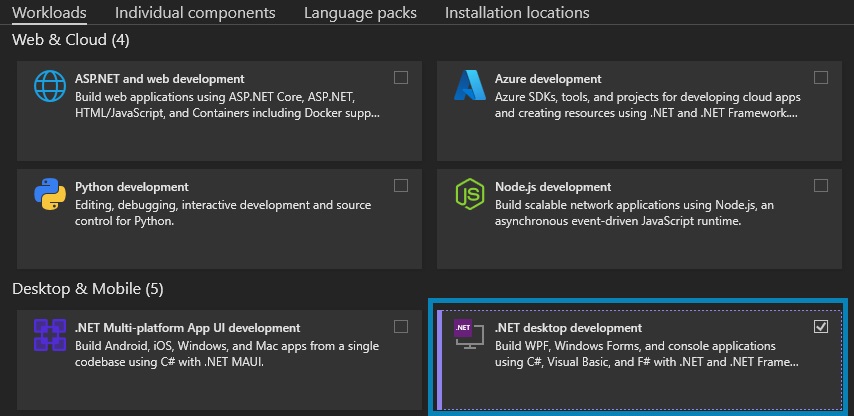 Workloads Individual components Language packs Installation locations
Web & Cloud (4)
ASP.NET and web development
Build web applications using ASP.NET Core, ASP.NET,
HTML/JavaScript, and Containers including Docker supp...
Azure development
Azure SDKs, tools, and projects for developing cloud apps
and creating resources using .NET and .NET Framework....
Python development
Editing, debugging, interactive development and source
control for Python.
Node.js development
Build scalable network applications using Node.js, an
asynchronous event-driven JavaScript runtime.
Desktop & Mobile (5)
.NET Multi-platform App UI development
Build Android, iOS, Windows, and Mac apps from a single
codebase using C# with .NET MAUI.
.NET
.NET desktop development
Build WPF, Windows Forms, and console applications
using C#, Visual Basic, and F# with .NET and .NET Frame...